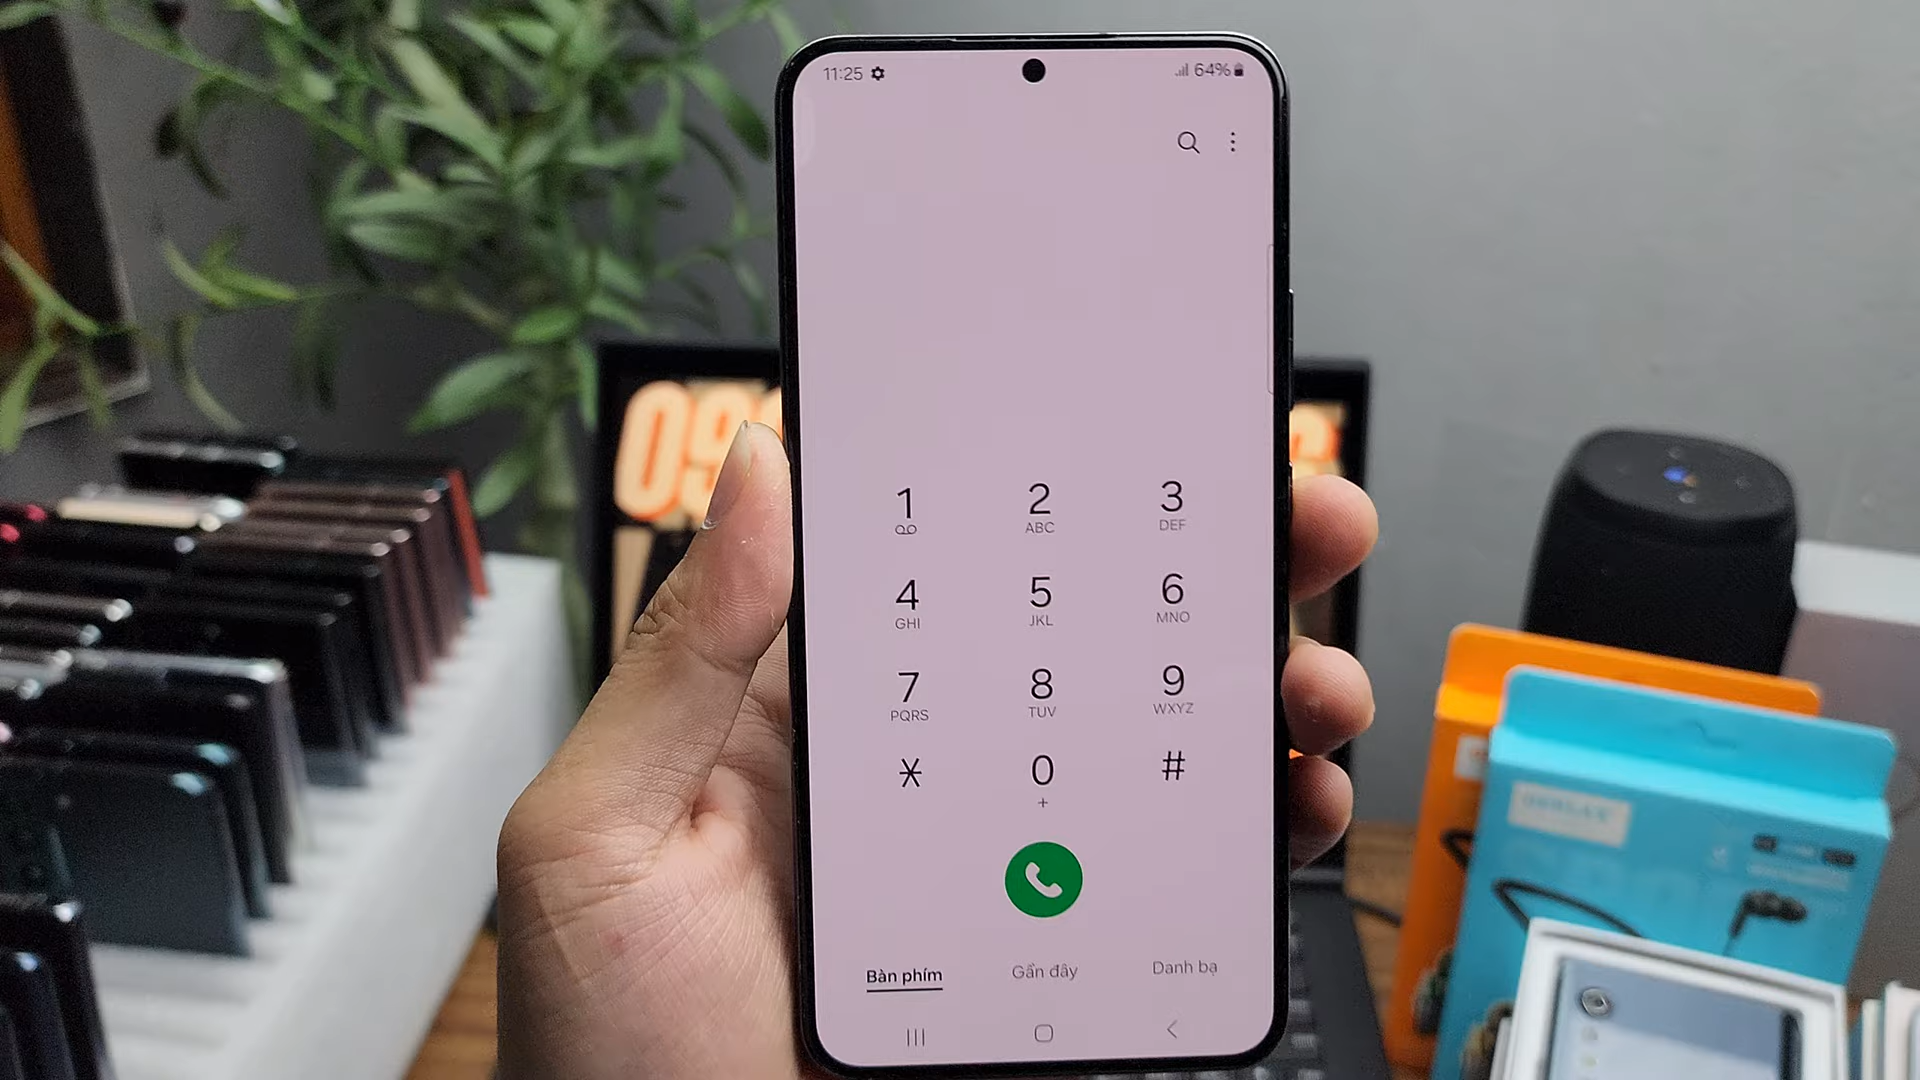 11:25 64%
09
1 2 3
ABC DEF
4 5 6
GHI JKL MNO
7 8 9
PQRS TUV WXYZ
* 0 #
+
Bàn phím Gần đây Danh bạ